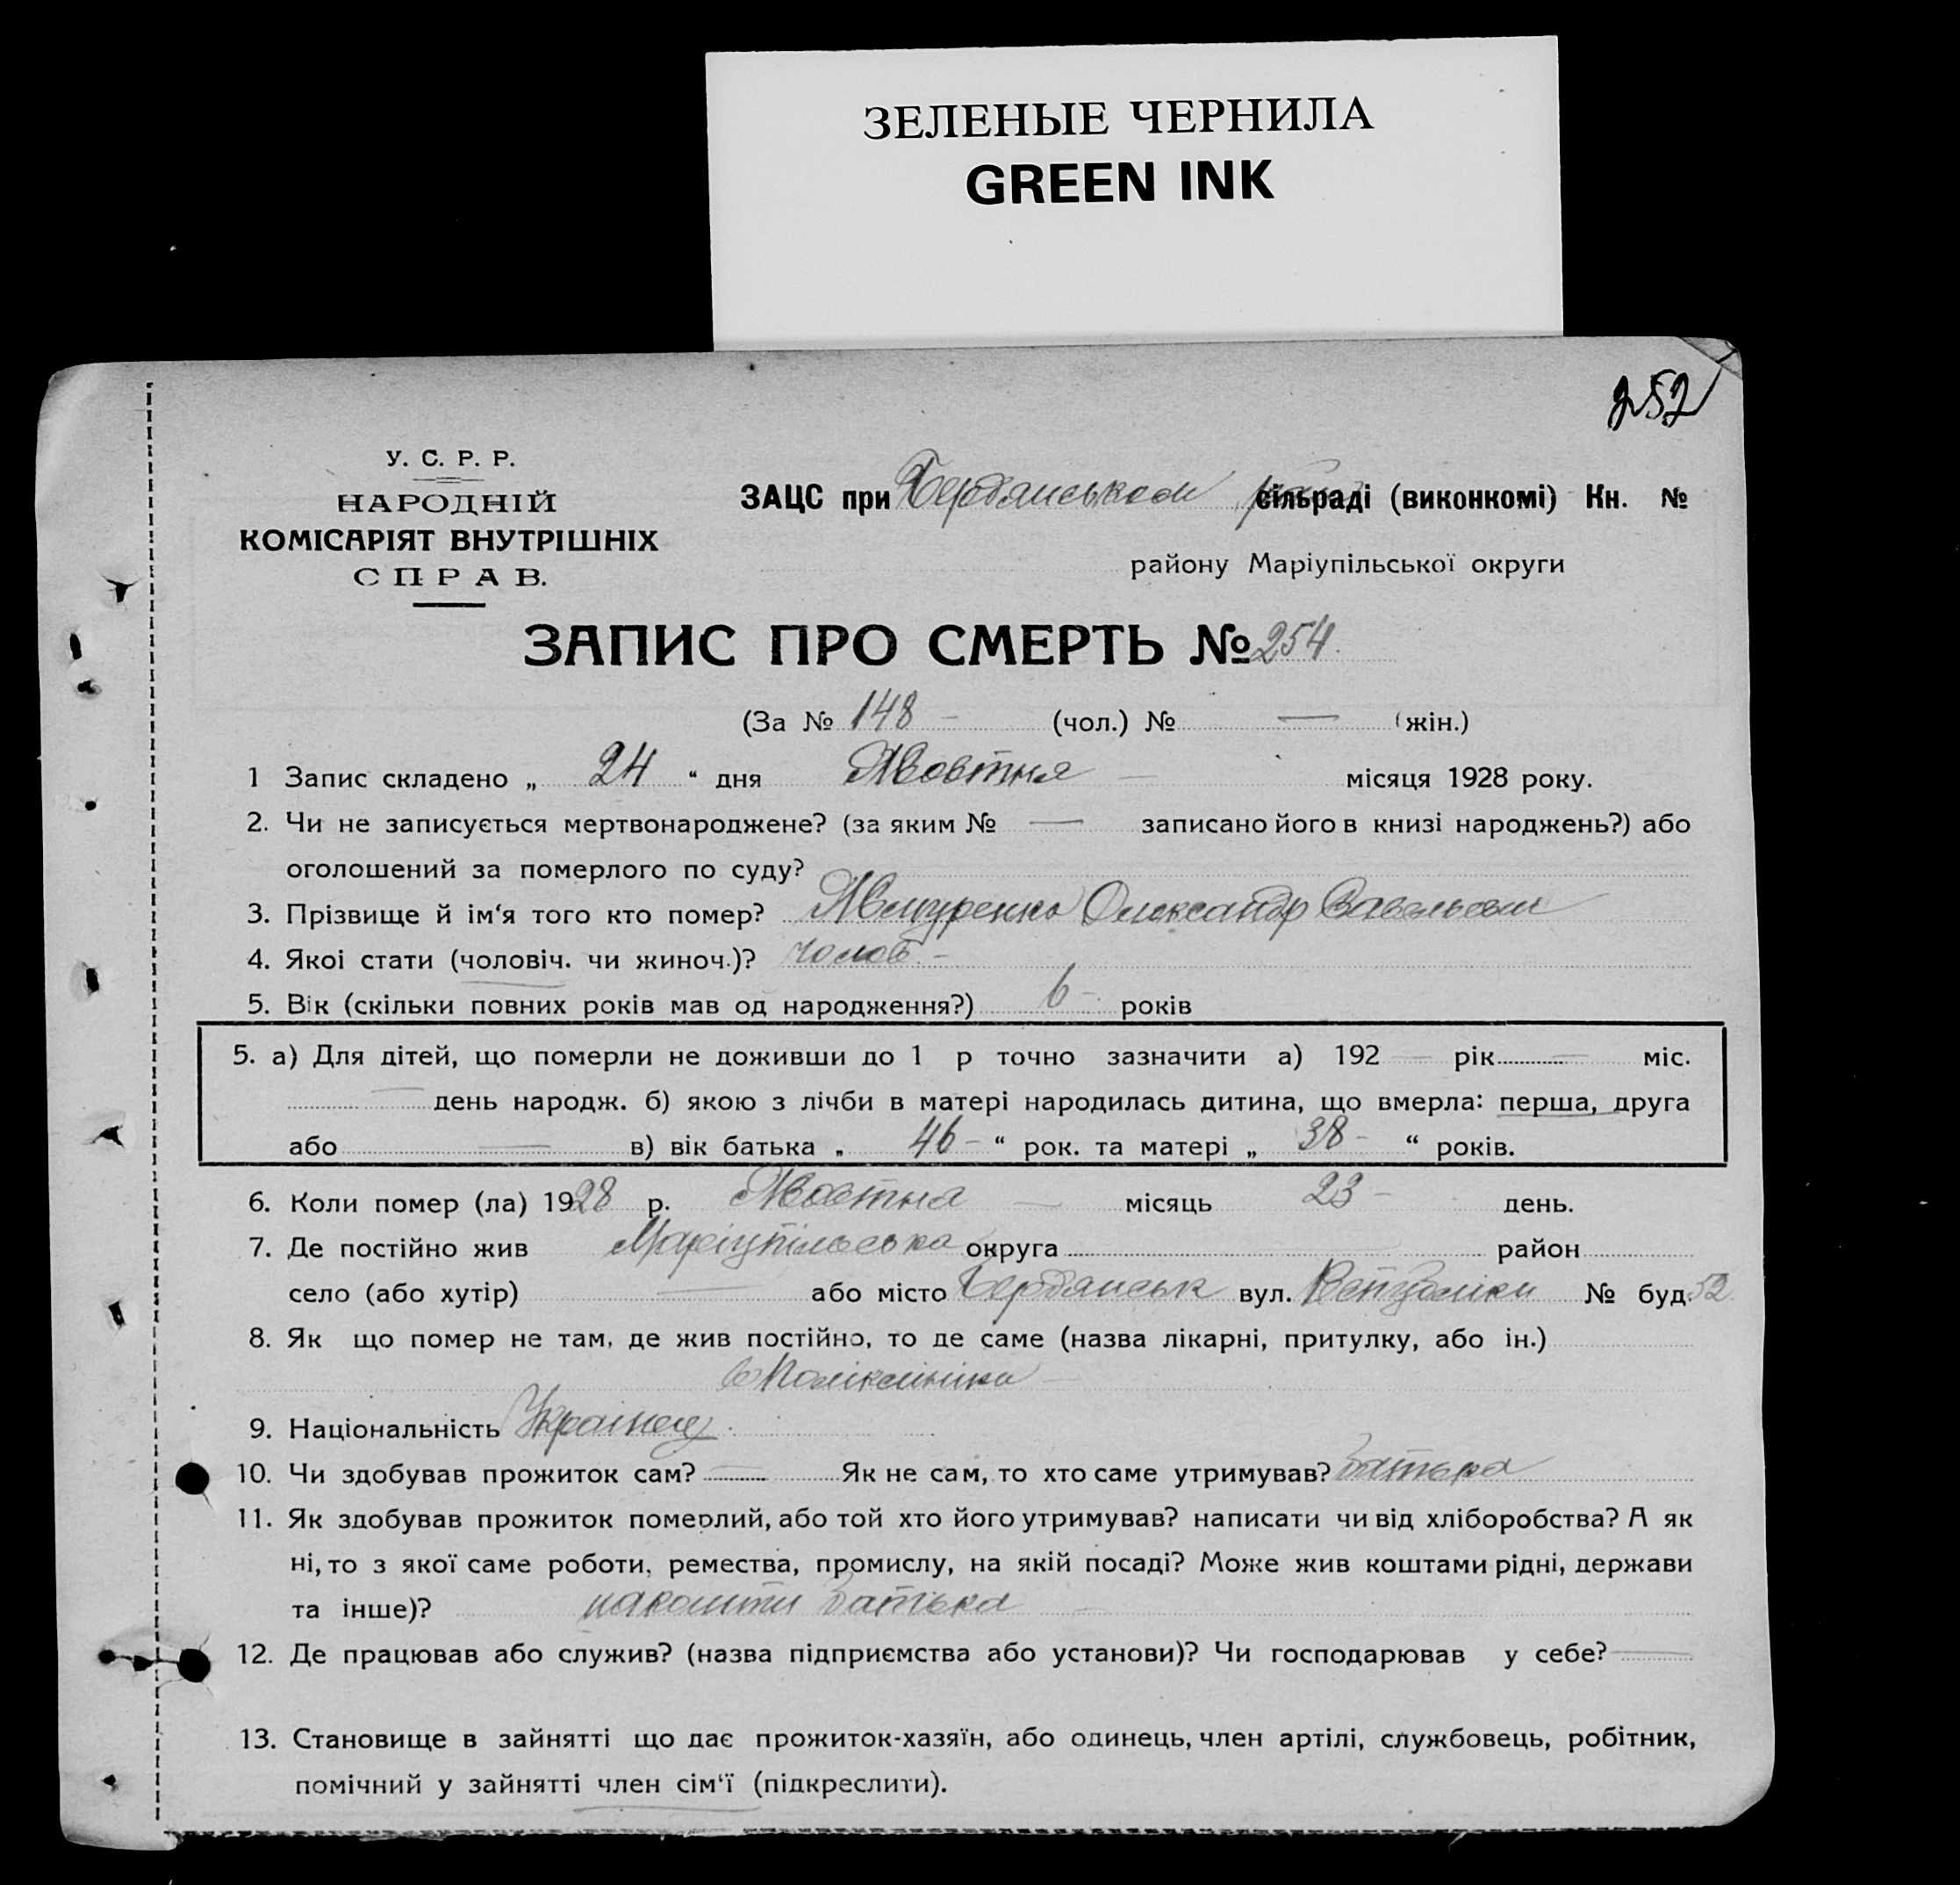 ЗЕЛЕНЫЕ ЧЕРНИЛА
GREEN INK
252
У. С. Р. Р.
НАРОДНІЙ
КОМІСАРІЯТ ВНУТРІШНІХ
СПРАВ.
ЗАЦС при Бердянськом сільраді (виконкомі) Кн. №
району Маріупільської округи
ЗАПИС ПРО СМЕРТЬ № 254.
(За № 148 – (чол.) № — (жін.)
1 Запис складено „ 24 “ дня Жовтня — місяця 1928 року.
2. Чи не записується мертвонароджене? (за яким № — записано його в книзі народжень?) або
оголошений за померлого по суду?
3. Прізвище й ім‘я того кто помер? Олександр
4. Якоі стати (чоловіч. чи жиноч.)? чолов. –
5. Вік (скільки повних років мав од народження?) 6 – років
5. а) Для дітей, що померли не доживши до 1 р точно зазначити а) 192 — рік — міс.
— день народж. б) якою з лічби в матері народилась дитина, що вмерла: перша, друга
або — в) вік батька „ 46 – “ рок. та матері „ 38 – “ років.
6. Коли помер (ла) 1928 р. Жовтня — місяць 23 – день.
7. Де постійно жив Маріупільська округа район
село (або хутір) — або місто Бердянськ вул. № буд. 52
8. Як що помер не там, де жив постійно, то де саме (назва лікарні, притулку, або ін.)
в Поликлініки —
9. Національність Українец.
10. Чи здобував прожиток сам? — Як не сам, то хто саме утримував? батька
11. Як здобував прожиток померлий, або той хто його утримував? написати чи від хліборобства? А як
ні, то з якої саме роботи, ремества, промислу, на якій посаді? Може жив коштами рідні, держави
та інше)? накошти батька —
12. Де працював або служив? (назва підприємства або установи)? Чи господарював у себе? —
13. Становище в зайнятті що дає прожиток-хазяїн, або одинець, член артілі, службовець, робітник,
помічний у зайнятті член сім‘ї (підкреслити).